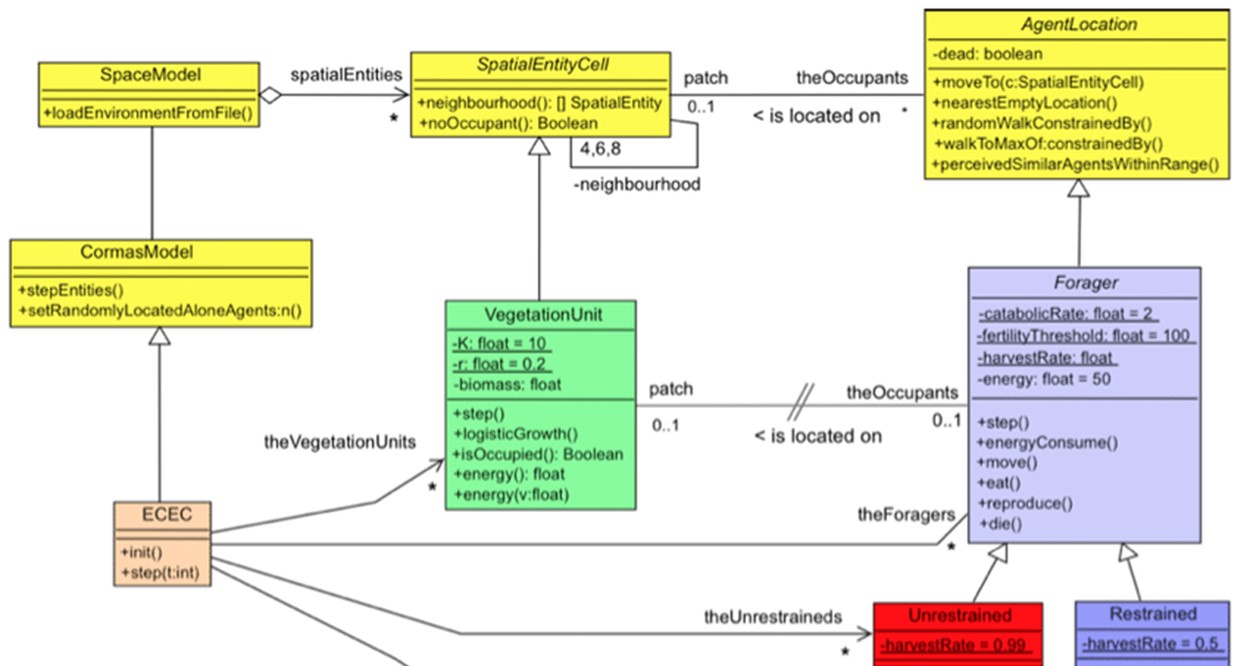 SpaceModel
+loadEnvironmentFromFile()
spatialEntities
*
SpatialEntityCell
+neighbourhood(): [] SpatialEntity
+noOccupant(): Boolean
4,6,8
-neighbourhood
patch
0..1
theOccupants
< is located on
*
AgentLocation
-dead: boolean
+moveTo(c:SpatialEntityCell)
+nearestEmptyLocation()
+randomWalkConstrainedBy()
+walkToMaxOf:constrainedBy()
+perceivedSimilarAgentsWithinRange()
CormasModel
+stepEntities()
+setRandomlyLocatedAloneAgents:n()
VegetationUnit
-K: float = 10
-r: float = 0.2
-biomass: float
+step()
+logisticGrowth()
+isOccupied(): Boolean
+energy(): float
+energy(v:float)
patch
0..1
theOccupants
0..1
< is located on
Forager
-catabolicRate: float = 2
-fertilityThreshold: float = 100
-harvestRate: float
-energy: float = 50
+step()
+energyConsume()
+move()
+eat()
+reproduce()
+die()
theVegetationUnits
*
ECEC
+init()
+step(t:int)
theForagers
*
theUnrestraineds
*
Unrestrained
-harvestRate = 0.99
Restrained
-harvestRate = 0.5